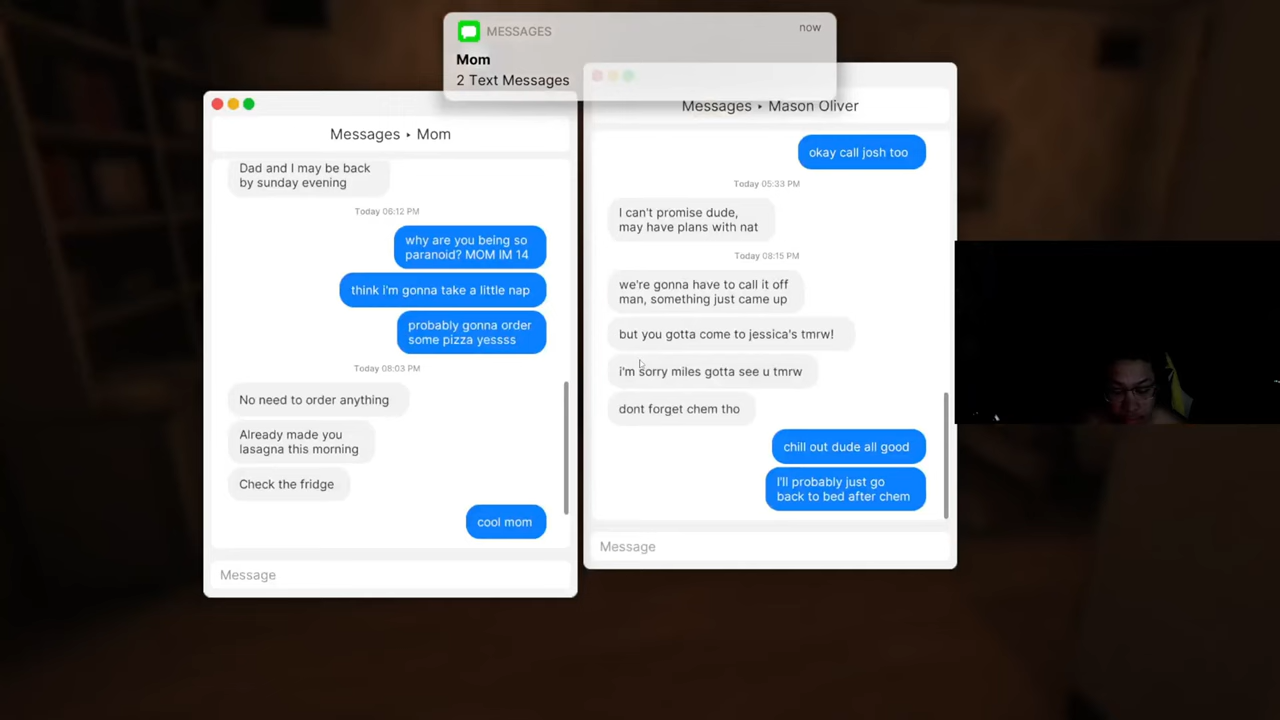 MESSAGES
now
Mom
2 Text Messages
Messages ‣ Mom
Dad and I may be back
by sunday evening
Today 06:12 PM
why are you being so
paranoid? MOM IM 14
think i'm gonna take a little nap
probably gonna order
some pizza yessss
Today 08:03 PM
No need to order anything
Already made you
lasagna this morning
Check the fridge
cool mom
Message
Messages ‣ Mason Oliver
okay call josh too
Today 05:33 PM
I can't promise dude,
may have plans with nat
Today 08:15 PM
we're gonna have to call it off
man, something just came up
but you gotta come to jessica's tmrw!
i'm sorry miles gotta see u tmrw
dont forget chem tho
chill out dude all good
I'll probably just go
back to bed after chem
Message